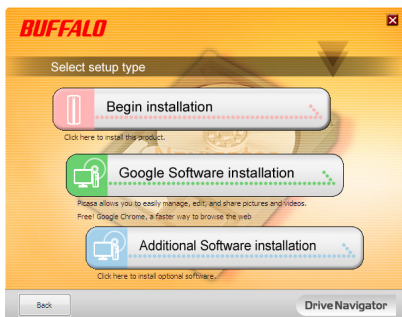 BUFFALO
Select setup type
Begin installation
Click here to install this product.
Google Software installation
Picasa allows you to easily manage, edit, and share pictures and videos.
Free! Google Chrome, a faster way to browse the web
Additional Software installation
Click here to install optional software.
Back
DriveNavigator